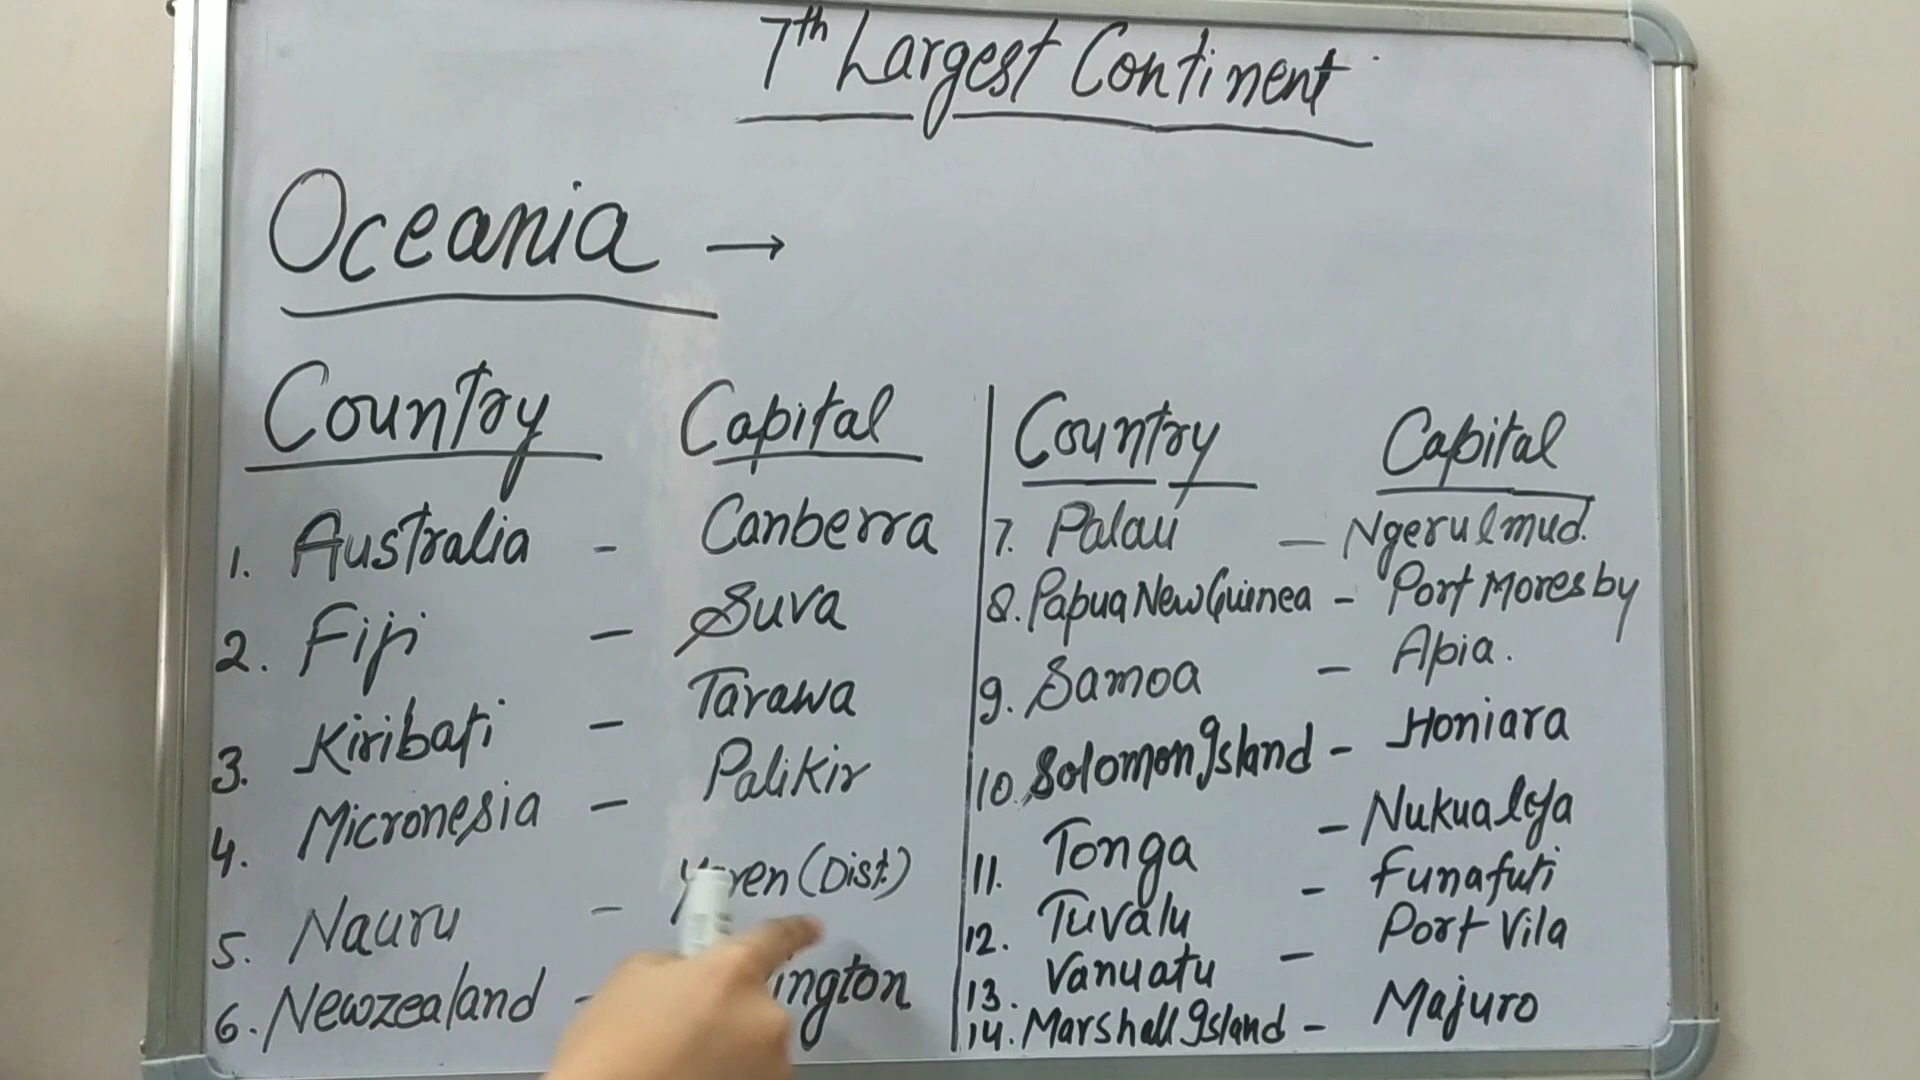 7th Largest Continent
Oceania →
Country Capital
1. Australia - Canberra
2. Fiji - Suva
3. Kiribati - Tarawa
4. Micronesia - Palikir
5. Nauru - (Dist.)
6. Newzealand -
Country Capital
7. Palau - Ngerulmud.
8. Papua New Guinea - Port Moresby
9. Samoa - Apia.
10. Solomon Island - Honiara
11. Tonga - Nukualofa
12. Tuvalu - Funafuti
13. Vanuatu - Port Vila
14. Marshall Island - Majuro